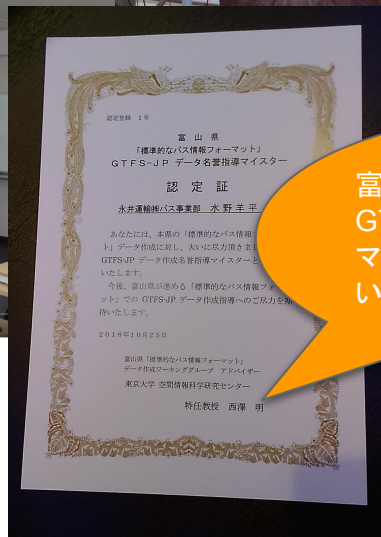 認定登録 1号
富山県
「標準的なバス情報フォーマット」
GTFS-JP データ名誉指導マイスター
認定証
永井運輸㈱バス事業部 水野羊平
あなたには、本県の「標準的なバス情報
ト」データ作成に対し、大いに尽力頂きま
GTFS-JP データ作成名誉指導マイスターと
いたします。
今後、富山県が進める「標準的なバス情報フォー
ット」での GTFS-JP データ作成指導へのご尽力を期
待いたします。
2018年10月25日
富山県「標準的なバス情報フォーマット」
データ作成ワーキンググループ アドバイザー
東京大学 空間情報科学研究センター
特任教授 西澤 明
富
GT
マ
い